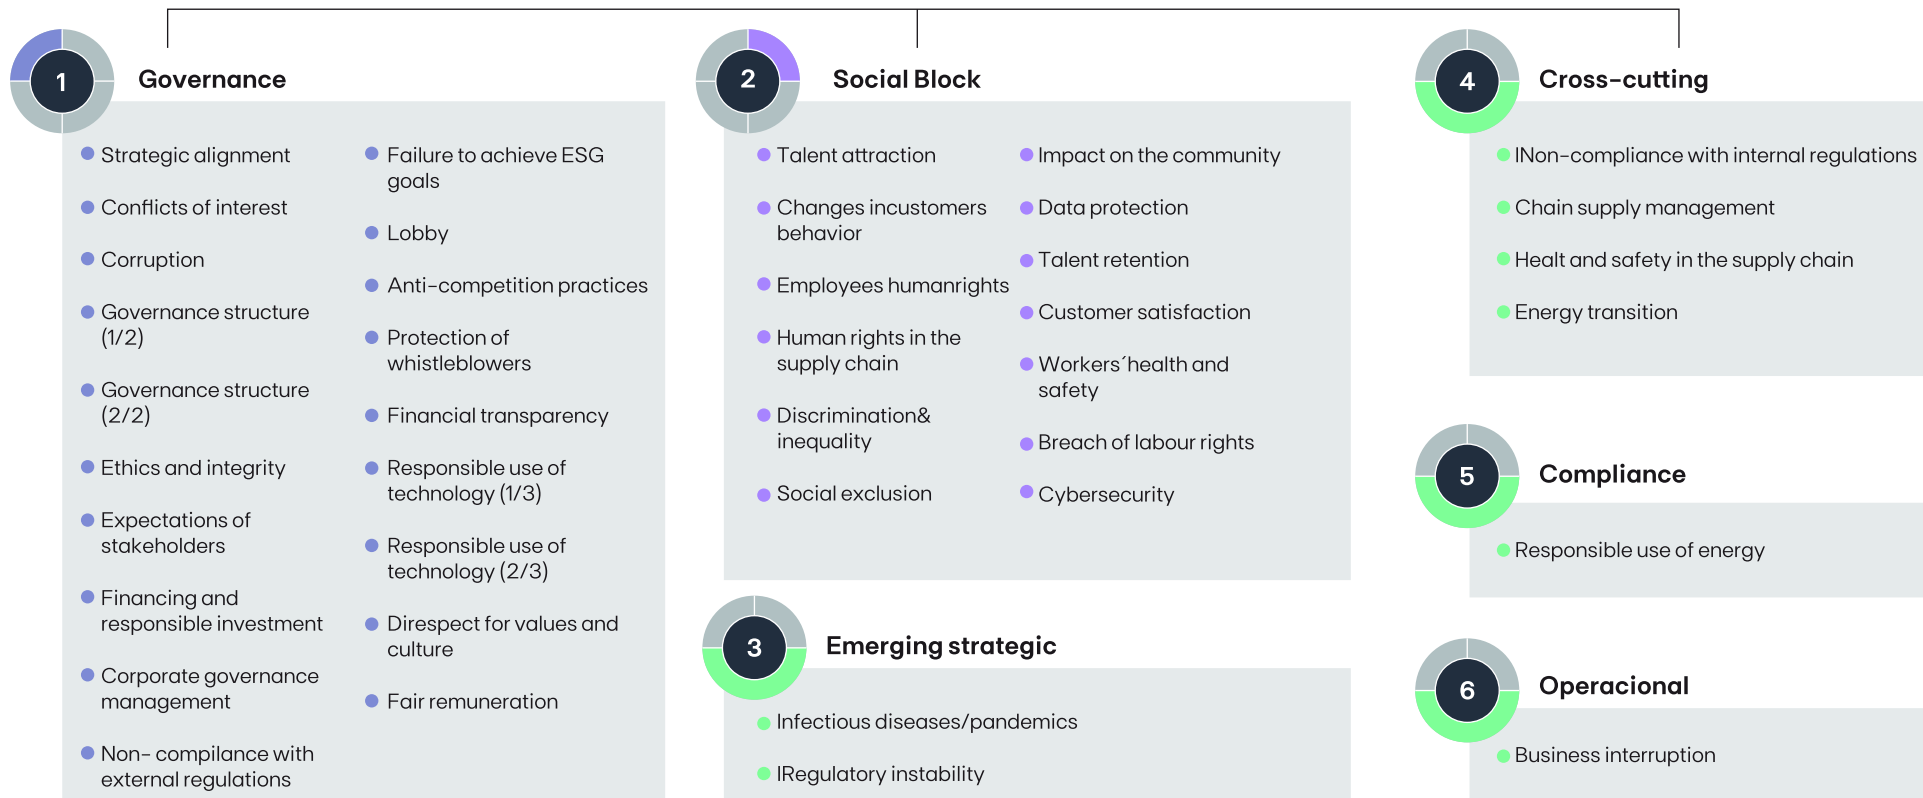 1
Governance
Strategic alignment
Conflicts of interest
Corruption
Governance structure
(1/2)
Governance structure
(2/2)
Ethics and integrity
Expectations of
stakeholders
Financing and
responsible investment
Corporate governance
management
Non- compilance with
external regulations
Failure to achieve ESG
goals
Lobby
Anti-competition practices
Protection of
whistleblowers
Financial transparency
Responsible use of
technology (1/3)
Responsible use of
technology (2/3)
Direspect for values and
culture
Fair remuneration
2
Social Block
Talent attraction
Changes incustomers
behavior
Employees humanrights
Human rights in the
supply chain
Discrimination&
inequality
Social exclusion
Impact on the community
Data protection
Talent retention
Customer satisfaction
Workers´health and
safety
Breach of labour rights
Cybersecurity
3
Emerging strategic
Infectious diseases/pandemics
IRegulatory instability
4
Cross-cutting
INon-compliance with internal regulations
Chain supply management
Healt and safety in the supply chain
Energy transition
5
Compliance
Responsible use of energy
6
Operacional
Business interruption